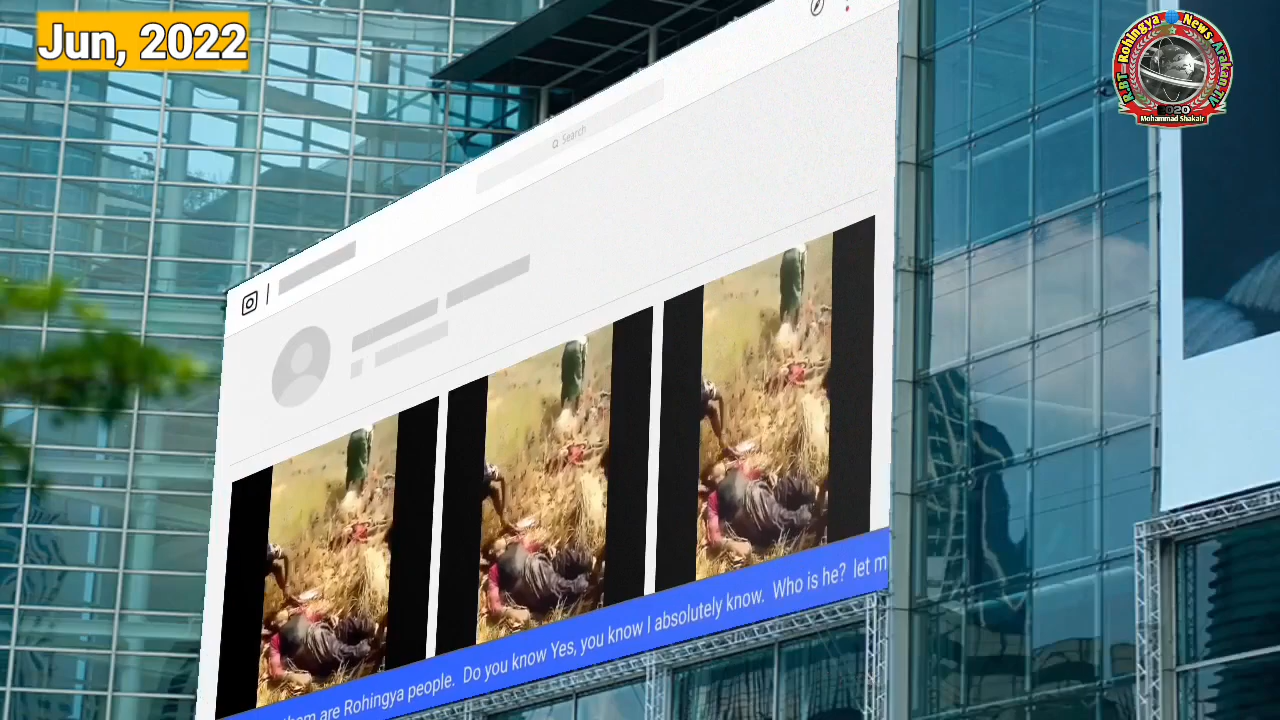 Jun, 2022
R.B.T-Rohingya News Arakan TV
2020
Mohammad Shakair
Search
are Rohingya people. Do you know Yes, you know I absolutely know. Who is he? let m